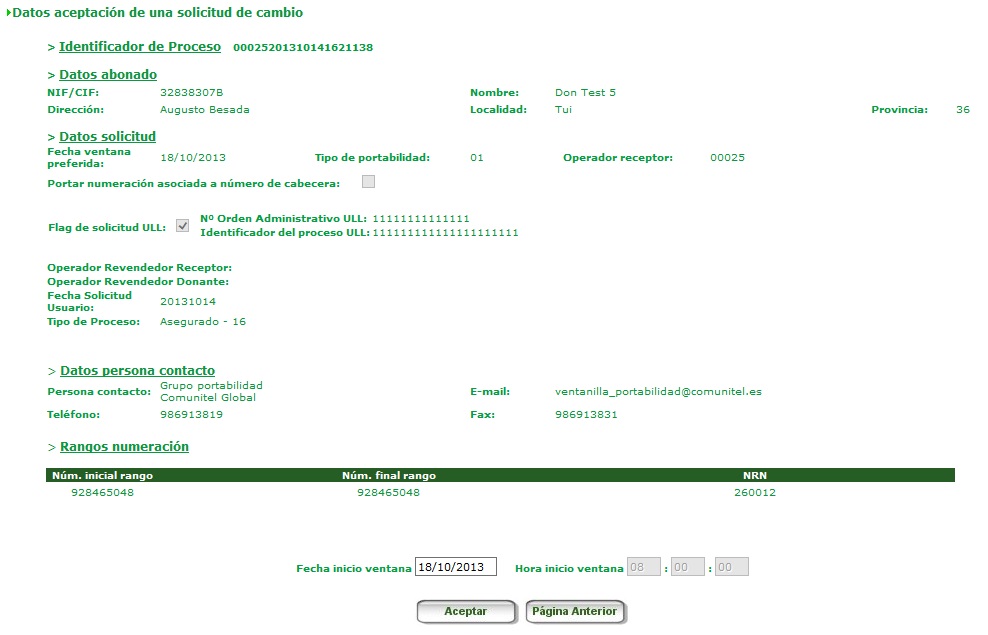 Datos aceptación de una solicitud de cambio
> Identificador de Proceso 00025201310141621138
> Datos abonado
NIF/CIF: 32838307B Nombre: Don Test 5
Dirección: Augusto Besada Localidad: Tui Provincia: 36
> Datos solicitud
Fecha ventana preferida: 18/10/2013 Tipo de portabilidad: 01 Operador receptor: 00025
Portar numeración asociada a número de cabecera:
Flag de solicitud ULL: Nº Orden Administrativo ULL: 11111111111111
Identificador del proceso ULL: 111111111111111111111
Operador Revendedor Receptor:
Operador Revendedor Donante:
Fecha Solicitud Usuario: 20131014
Tipo de Proceso: Asegurado - 16
> Datos persona contacto
Persona contacto: Grupo portabilidad Comunitel Global E-mail: ventanilla_portabilidad@comunitel.es
Teléfono: 986913819 Fax: 986913831
> Rangos numeración
Núm. inicial rango Núm. final rango NRN
928465048 928465048 260012
Fecha inicio ventana 18/10/2013 Hora inicio ventana 08 : 00 : 00
Aceptar Página Anterior